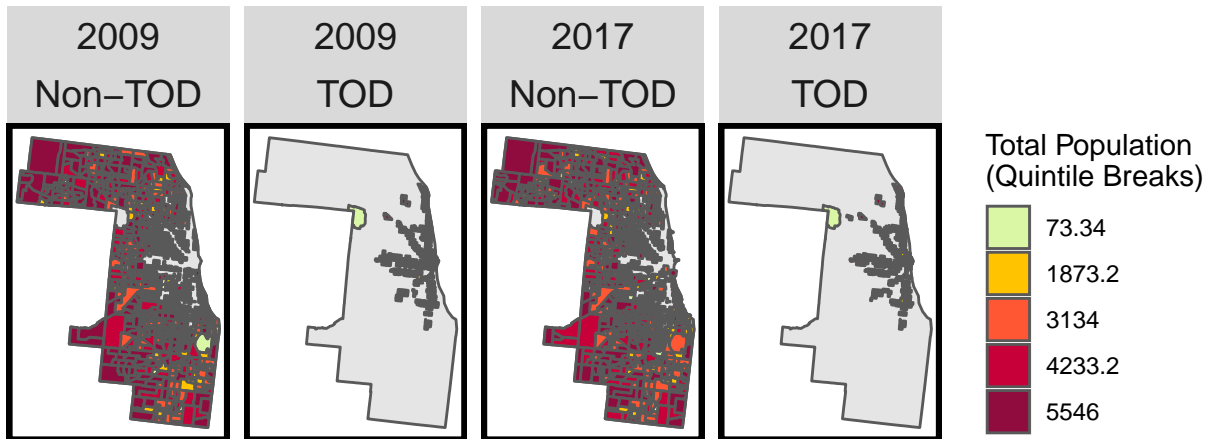 2009
Non−TOD
2009
TOD
2017
Non−TOD
2017
TOD
Total Population
(Quintile Breaks)
73.34
1873.2
3134
4233.2
5546